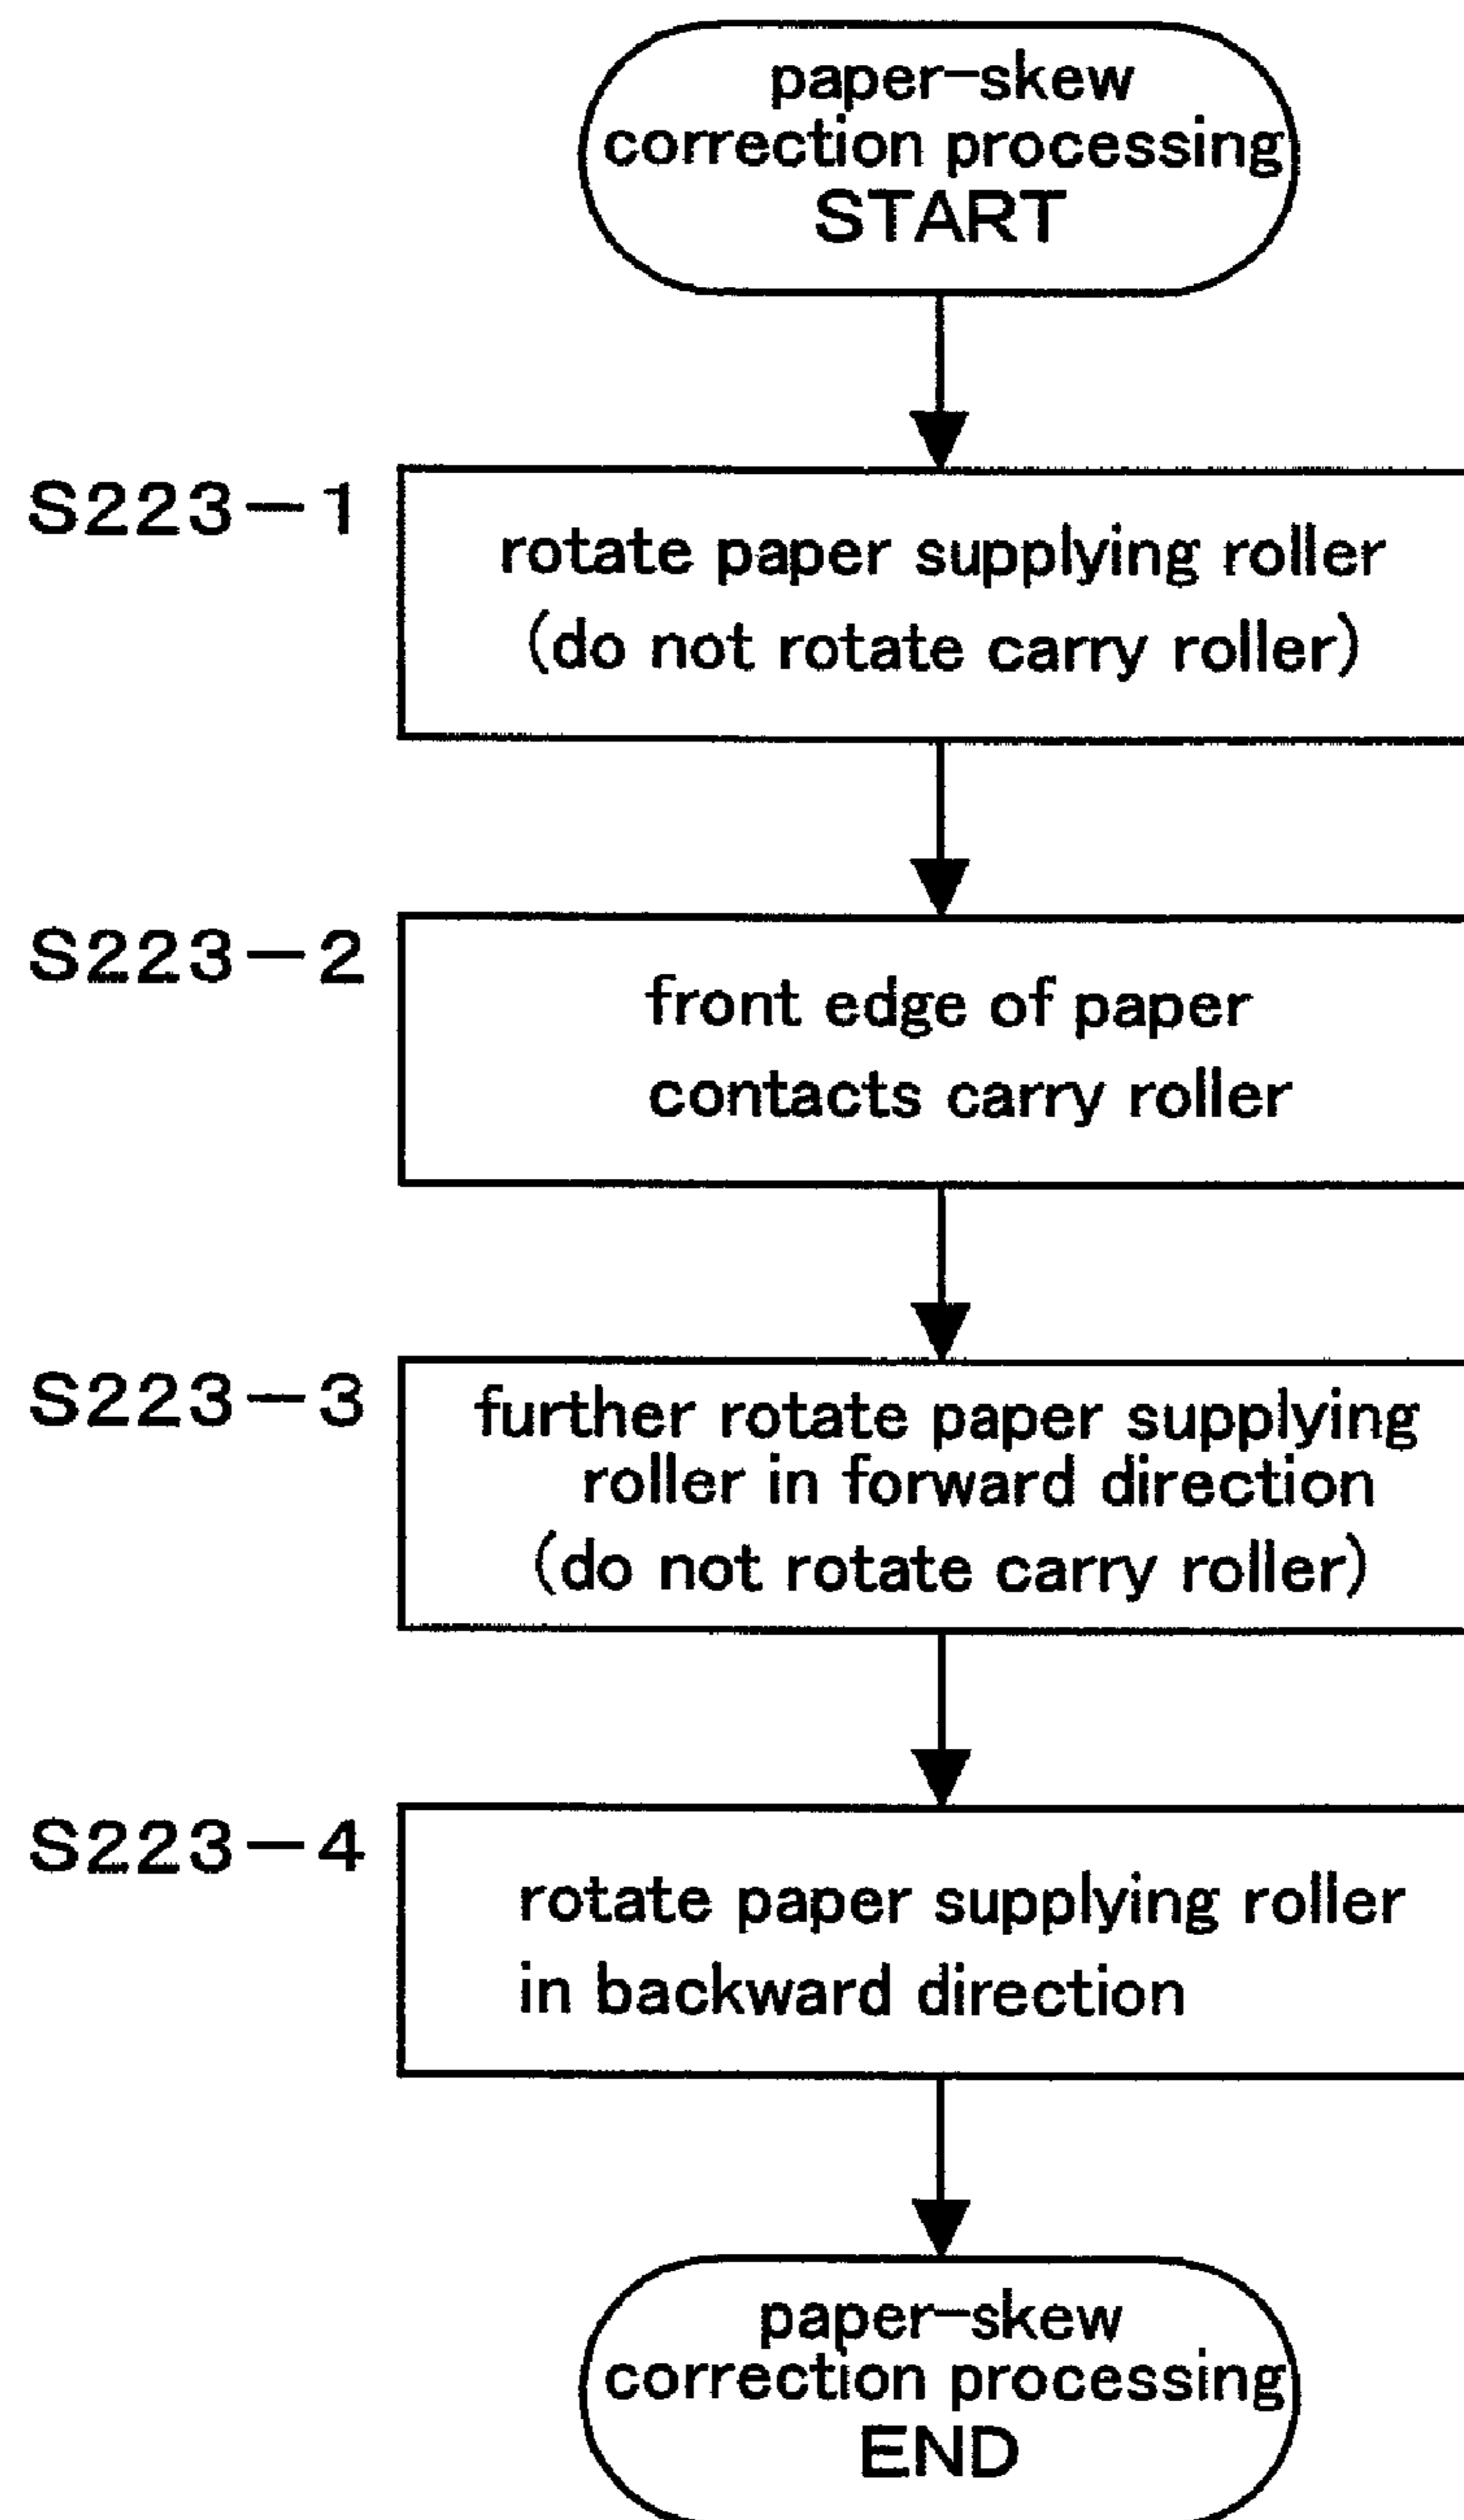 paper-skew
correction processing
START
S223-1
rotate paper supplying roller
(do not rotate carry roller)
S223-2
front edge of paper
contacts carry roller
S223-3
further rotate paper supplying
roller in forward direction
(do not rotate carry roller)
S223-4
rotate paper supplying roller
in backward direction
paper-skew
correction processing
END